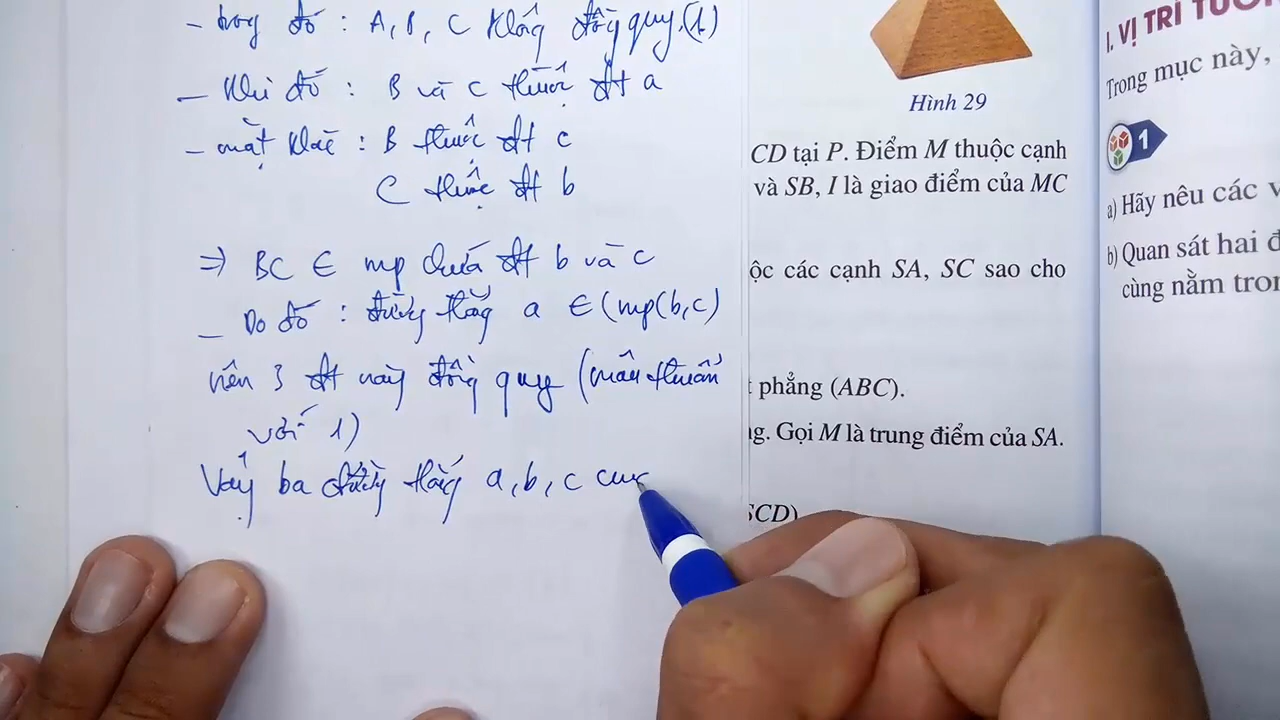 - trong đó : A, B, C không đồng quy (1)
- Khi đó : B và C thuộc đt a
- mặt khác : B thuộc đt c
C thuộc đt b
⇒ BC ∈ mp chứa đt b và c
- Do đó : đường thẳng a ∈ (mp(b,c)
nên 3 đt này đồng quy (mâu thuẫn
với 1)
Vậy ba đường thẳng a, b, c cùng
Hình 29
CD tại P. Điểm M thuộc cạnh
và SB, I là giao điểm của MC
ộc các cạnh SA, SC sao cho
t phẳng (ABC).
ng. Gọi M là trung điểm của SA.
SCD)
I. VỊ TRÍ TƯƠN
Trong mục này,
1
a) Hãy nêu các v
b) Quan sát hai đ
cùng nằm tron